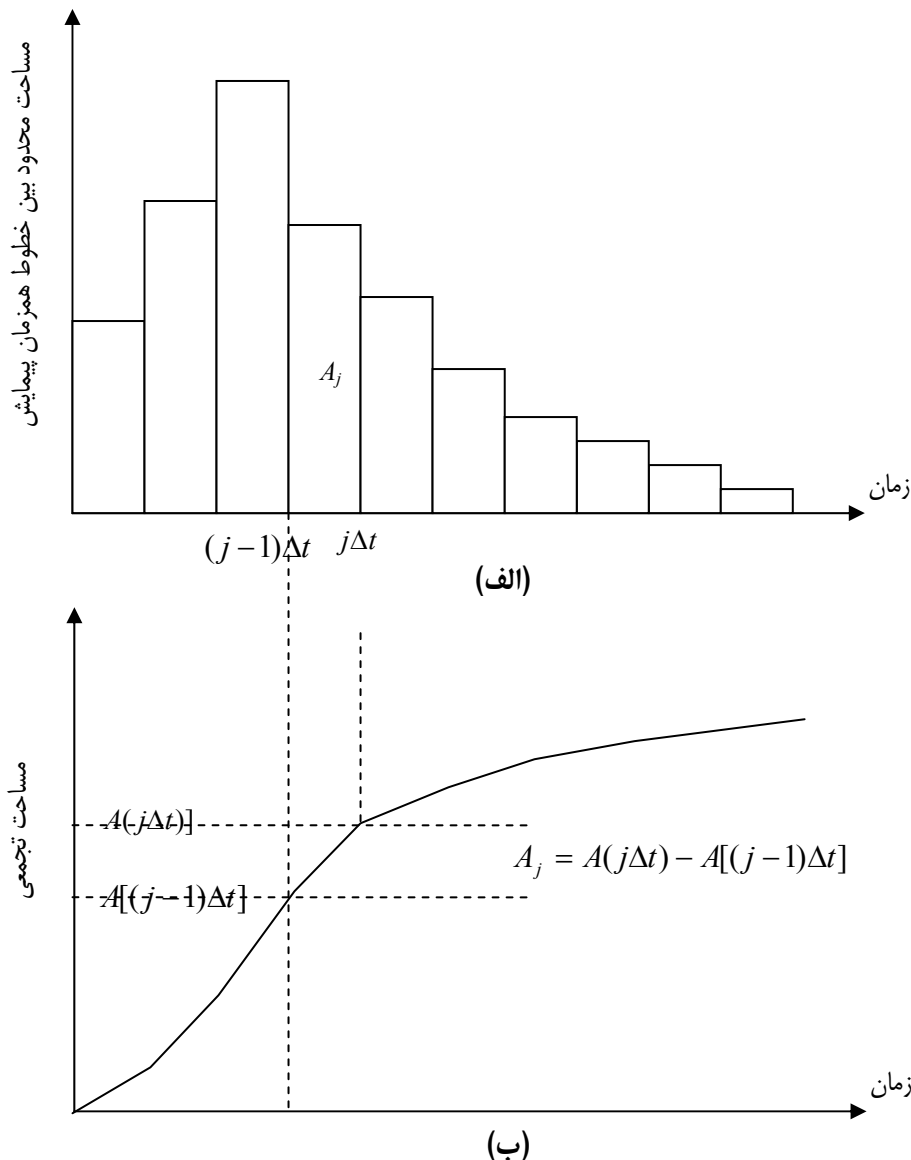 مساحت محدود بین خطوط همزمان پیمایش
A_j
زمان
(j−1)Δt
jΔt
(الف)
مساحت تجمعی
A(jΔt)]
A[(j−1)Δt]
A_j = A(jΔt) − A[(j−1)Δt]
زمان
(ب)